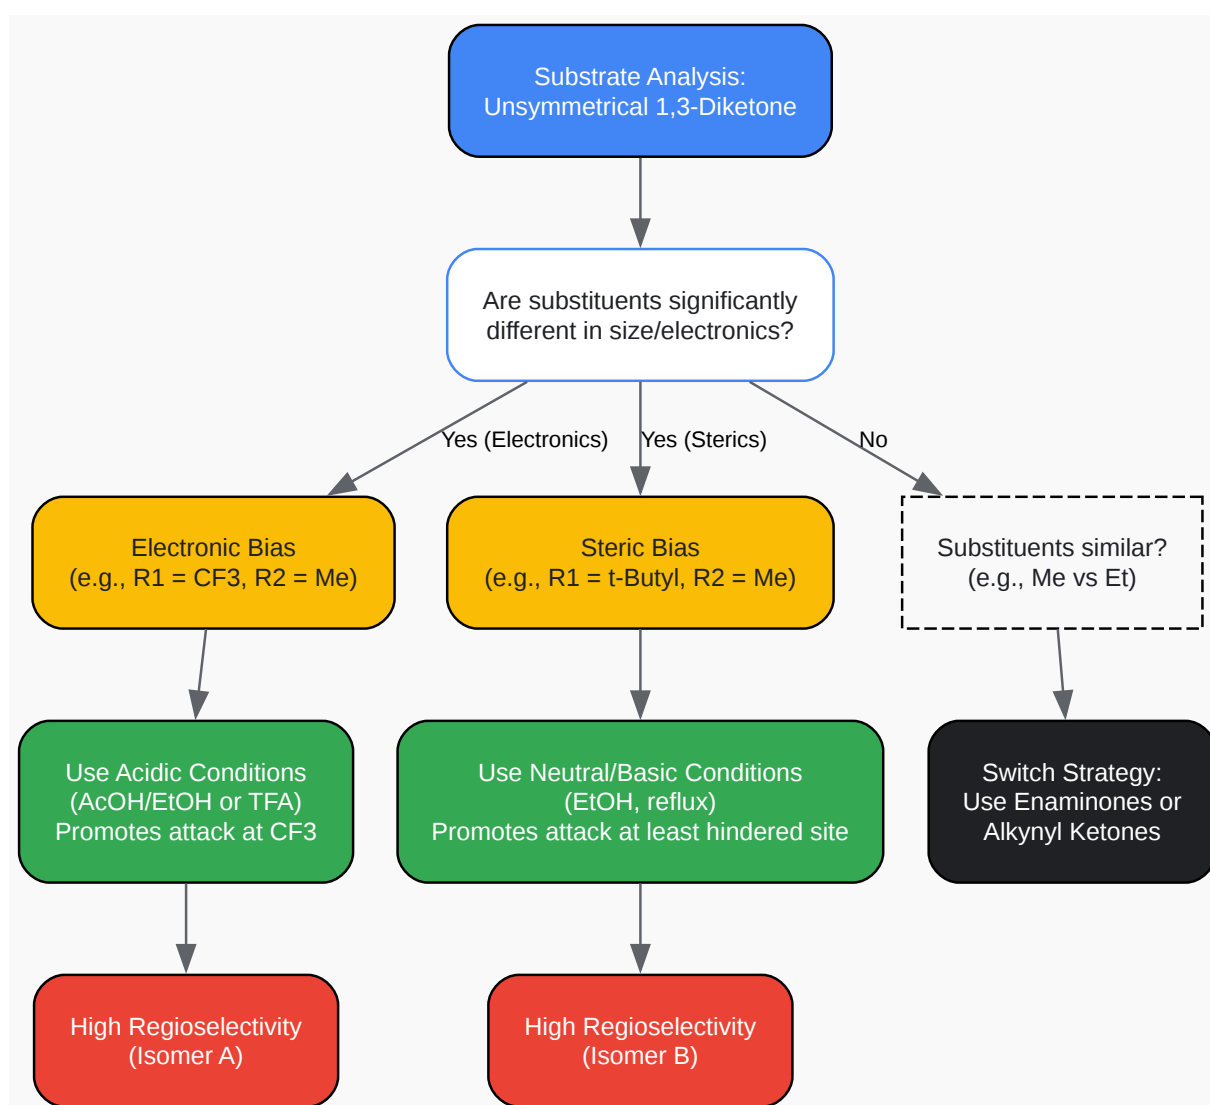 Substrate Analysis:
Unsymmetrical 1,3-Diketone
Are substituents significantly
different in size/electronics?
Yes (Electronics)
Yes (Sterics)
No
Electronic Bias
(e.g., R1 = CF3, R2 = Me)
Steric Bias
(e.g., R1 = t-Butyl, R2 = Me)
Substituents similar?
(e.g., Me vs Et)
Use Acidic Conditions
(AcOH/EtOH or TFA)
Promotes attack at CF3
Use Neutral/Basic Conditions
(EtOH, reflux)
Promotes attack at least hindered site
Switch Strategy:
Use Enaminones or
Alkynyl Ketones
High Regioselectivity
(Isomer A)
High Regioselectivity
(Isomer B)